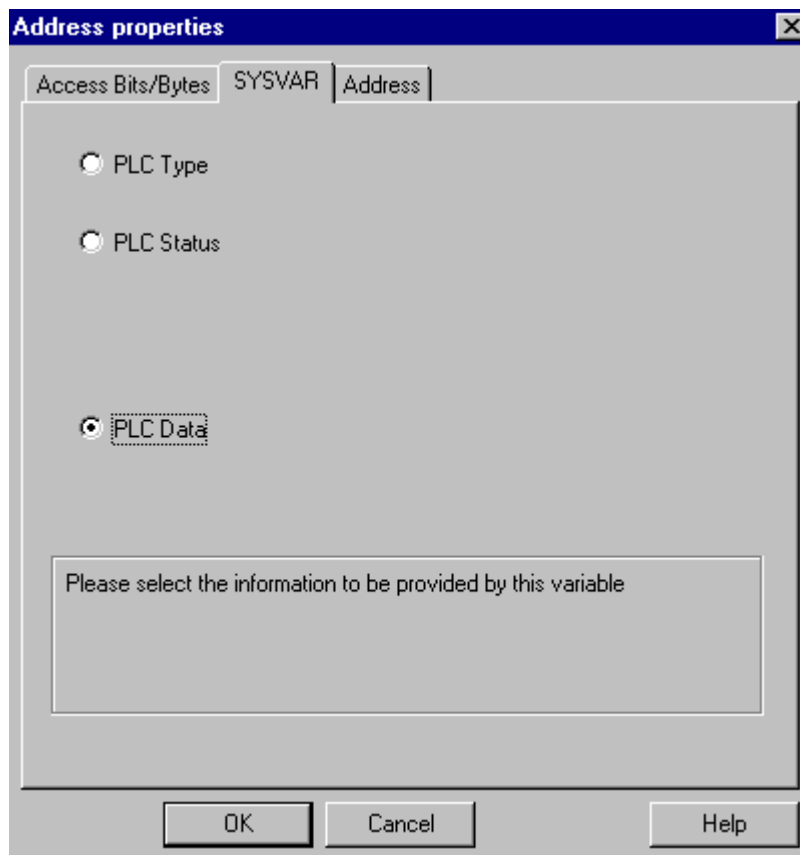 Address properties
Access Bits/Bytes SYSVAR Address
PLC Type
PLC Status
PLC Data
Please select the information to be provided by this variable
OK Cancel Help